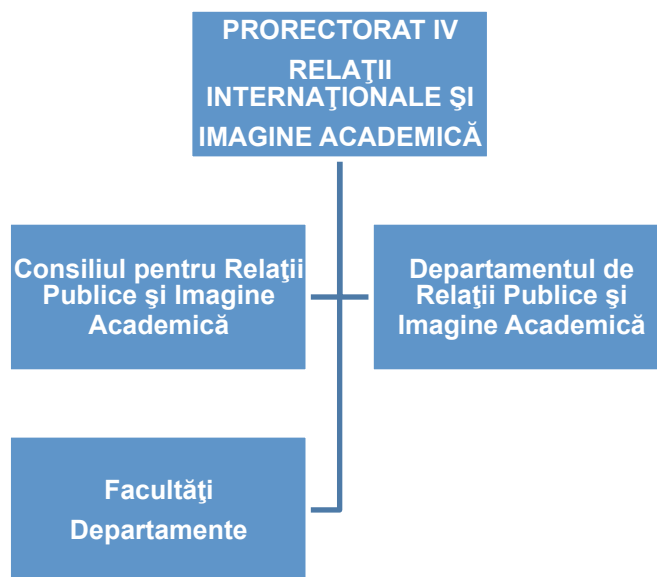 PRORECTORAT IV
RELAŢII
INTERNAŢIONALE ŞI
IMAGINE ACADEMICĂ
Consiliul pentru Relaţii
Publice şi Imagine
Academică
Departamentul de
Relaţii Publice şi
Imagine Academică
Facultăţi
Departamente